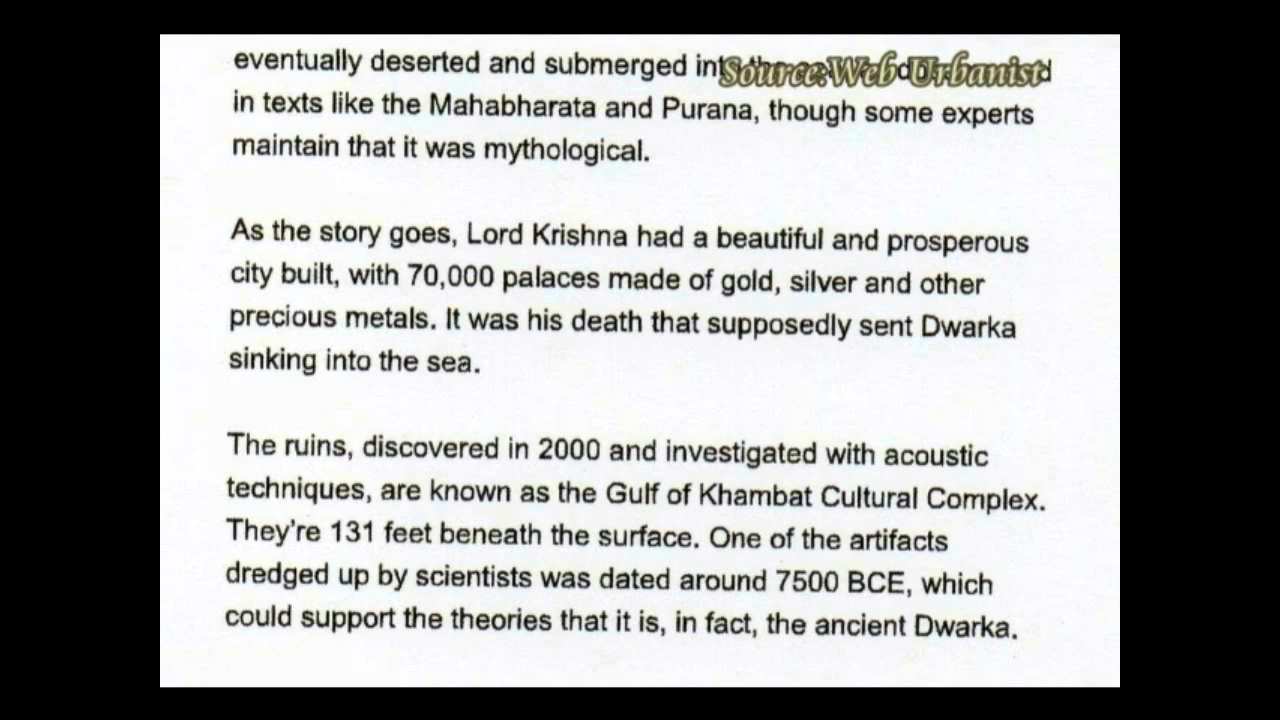 eventually deserted and submerged into the
Source:Web Urbanist
in texts like the Mahabharata and Purana, though some experts
maintain that it was mythological.
As the story goes, Lord Krishna had a beautiful and prosperous
city built, with 70,000 palaces made of gold, silver and other
precious metals. It was his death that supposedly sent Dwarka
sinking into the sea.
The ruins, discovered in 2000 and investigated with acoustic
techniques, are known as the Gulf of Khambat Cultural Complex.
They're 131 feet beneath the surface. One of the artifacts
dredged up by scientists was dated around 7500 BCE, which
could support the theories that it is, in fact, the ancient Dwarka.